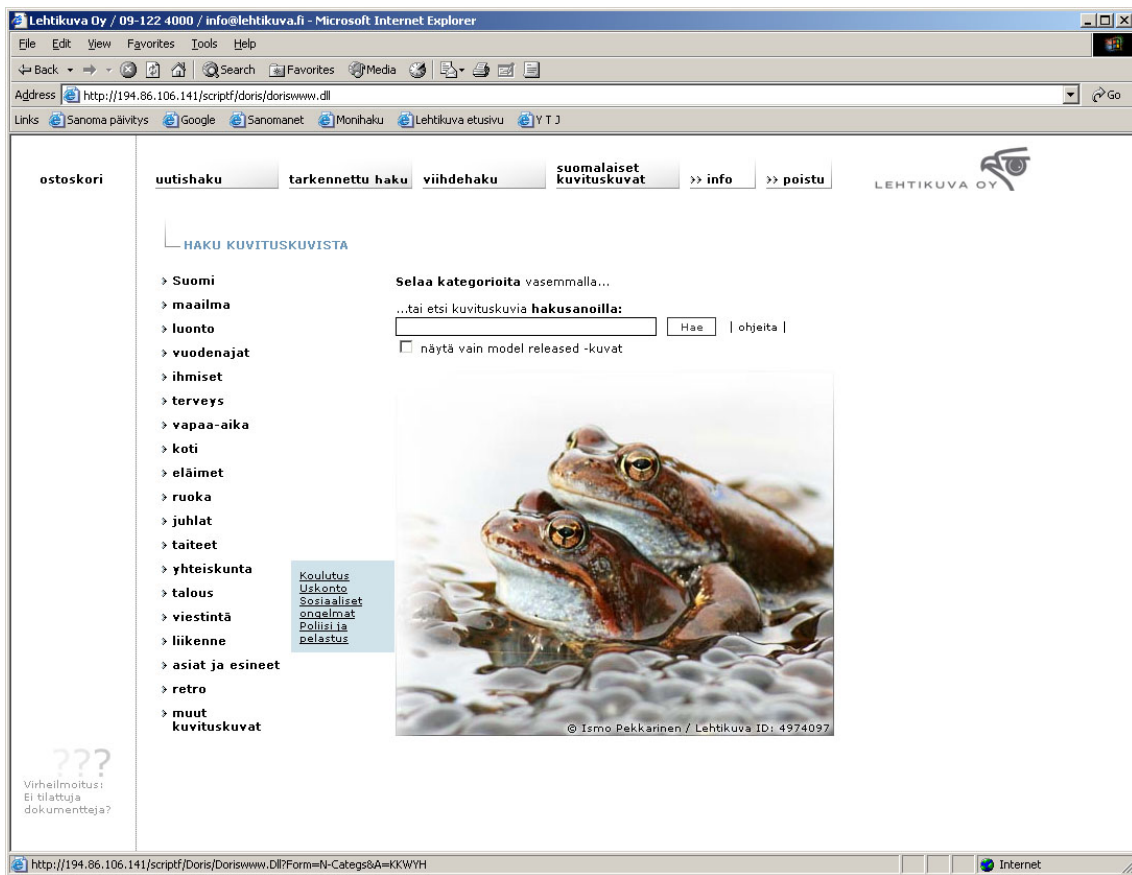 Lehtikuva Oy / 09-122 4000 / info@lehtikuva.fi - Microsoft Internet Explorer
File Edit View Favorites Tools Help
Back Search Favorites Media
Address http://194.86.106.141/scriptf/doris/doriswww.dll Go
Links Sanoma päivitys Google Sanomanet Monihaku Lehtikuva etusivu Y T J
ostoskori uutishaku tarkennettu haku viihdehaku suomalaiset
kuvituskuvat >> info >> poistu LEHTIKUVA OY
HAKU KUVITUSKUVISTA
Suomi
maailma
luonto
vuodenajat
ihmiset
terveys
vapaa-aika
koti
eläimet
ruoka
juhlat
taiteet
yhteiskunta
talous
viestintä
liikenne
asiat ja esineet
retro
muut
kuvituskuvat
Koulutus
Uskonto
Sosiaaliset
ongelmat
Poliisi ja
pelastus
Selaa kategorioita vasemmalla...
...tai etsi kuvituskuvia hakusanoilla:
Hae | ohjeita |
näytä vain model released -kuvat
© Ismo Pekkarinen / Lehtikuva ID: 4974097
???
Virheilmoitus:
Ei tilattuja
dokumentteja?
http://194.86.106.141/scriptf/Doris/Doriswww.Dll?Form=N-Categs&A=KKWYH Internet